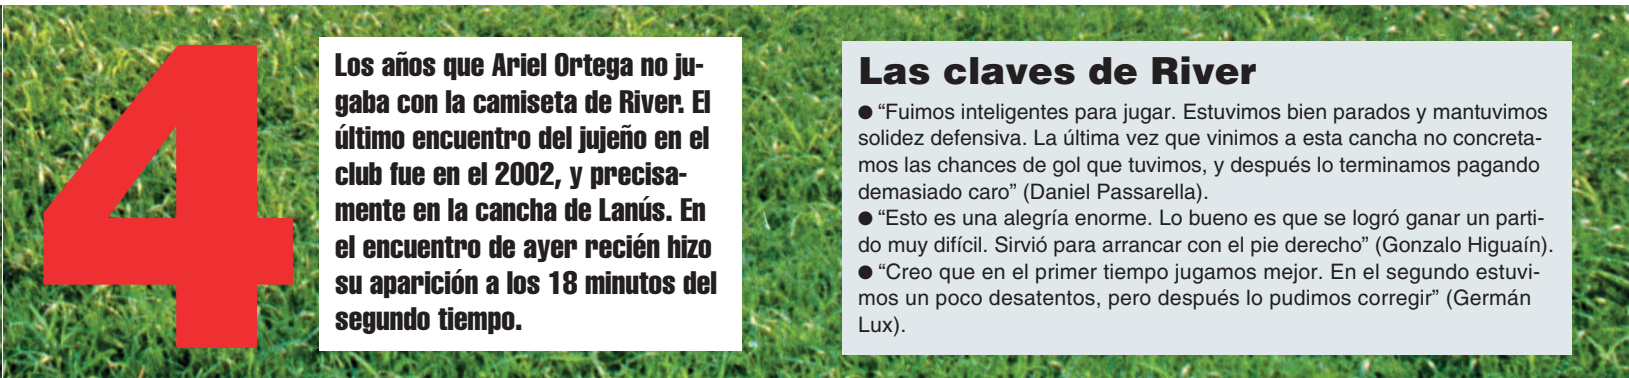 4
Los años que Ariel Ortega no ju-
gaba con la camiseta de River. El
último encuentro del jujeño en el
club fue en el 2002, y precisa-
mente en la cancha de Lanús. En
el encuentro de ayer recién hizo
su aparición a los 18 minutos del
segundo tiempo.
Las claves de River
● “Fuimos inteligentes para jugar. Estuvimos bien parados y mantuvimos
solidez defensiva. La última vez que vinimos a esta cancha no concreta-
mos las chances de gol que tuvimos, y después lo terminamos pagando
demasiado caro” (Daniel Passarella).
● “Esto es una alegría enorme. Lo bueno es que se logró ganar un parti-
do muy difícil. Sirvió para arrancar con el pie derecho” (Gonzalo Higuaín).
● “Creo que en el primer tiempo jugamos mejor. En el segundo estuvi-
mos un poco desatentos, pero después lo pudimos corregir” (Germán
Lux).